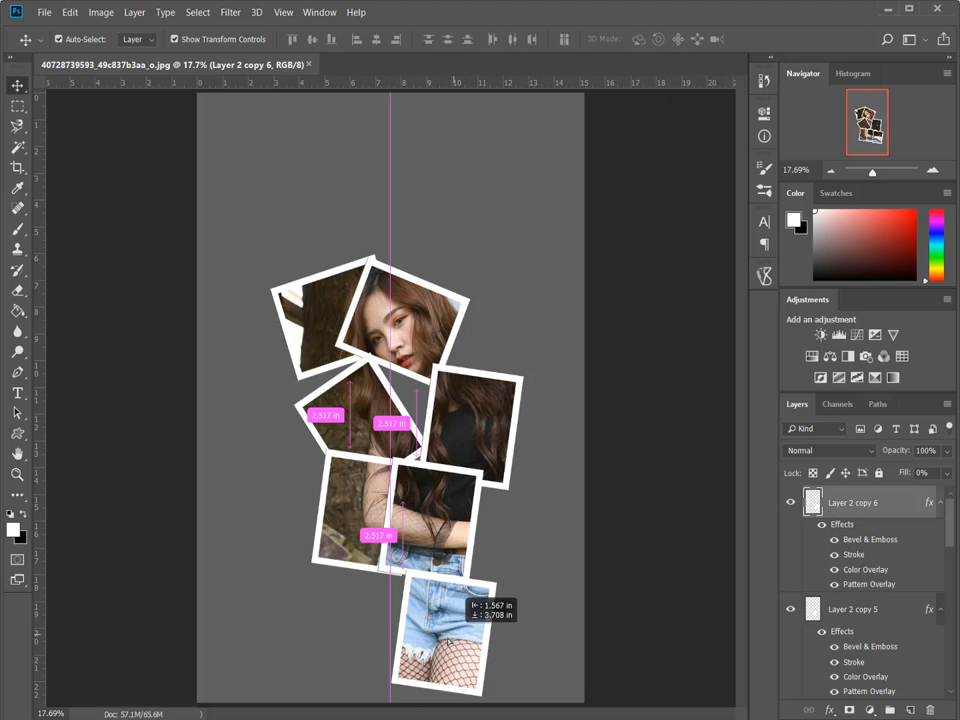 Ps File Edit Image Layer Type Select Filter 3D View Window Help
Auto-Select: Layer Show Transform Controls 3D Mode:
40728739593_49c837b3aa_o.jpg @ 17.7% (Layer 2 copy 6, RGB/8)
Navigator Histogram
17.69%
Color Swatches
Adjustments
Add an adjustment
Layers Channels Paths
Kind
Normal Opacity: 100%
Lock: Fill: 0%
Layer 2 copy 6 fx
Effects
Bevel & Emboss
Stroke
Color Overlay
Pattern Overlay
Layer 2 copy 5 fx
Effects
Bevel & Emboss
Stroke
Color Overlay
Pattern Overlay
2.517 in
2.517 in
2.517 in
1.567 in
3.708 in
17.69% Doc: 57.1M/65.6M